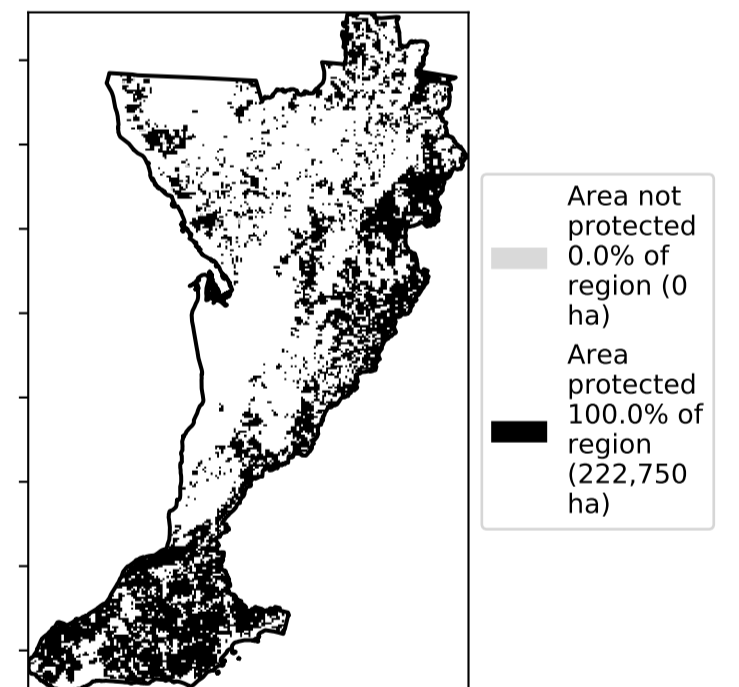 Area not
protected
0.0% of
region (0
ha)
Area
protected
100.0% of
region
(222,750
ha)